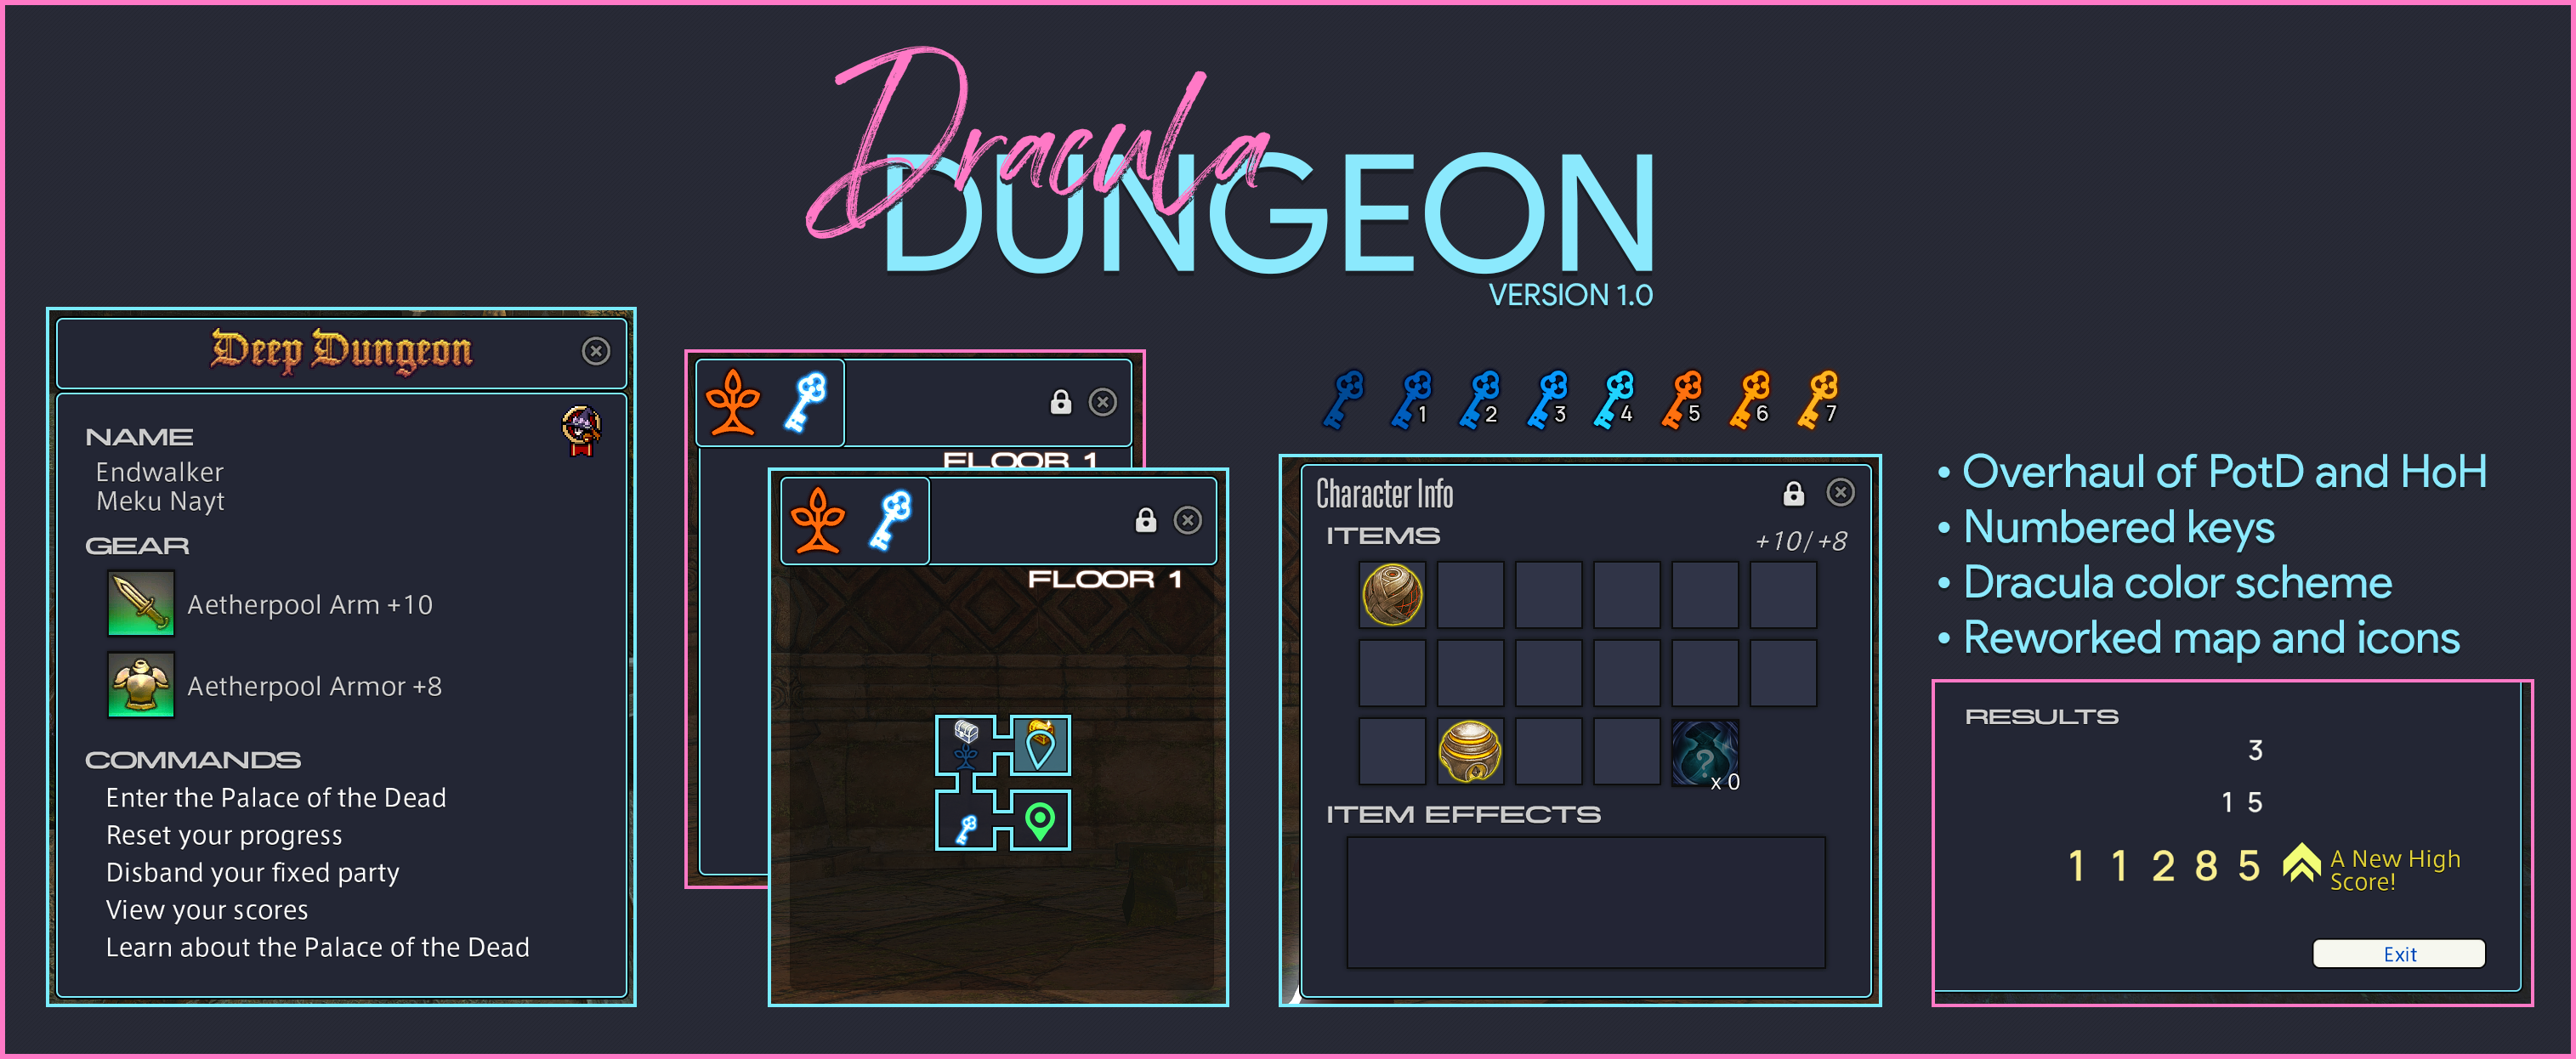 Dracula
DUNGEON
VERSION 1.0
Deep Dungeon
NAME
Endwalker
Meku Nayt
GEAR
Aetherpool Arm +10
Aetherpool Armor +8
COMMANDS
Enter the Palace of the Dead
Reset your progress
Disband your fixed party
View your scores
Learn about the Palace of the Dead
FLOOR 1
FLOOR 1
1 2 3 4 5 6 7
Character Info
ITEMS
+10/+8
?
x 0
ITEM EFFECTS
• Overhaul of PotD and HoH
• Numbered keys
• Dracula color scheme
• Reworked map and icons
RESULTS
3
1 5
1 1 2 8 5
A New High
Score!
Exit